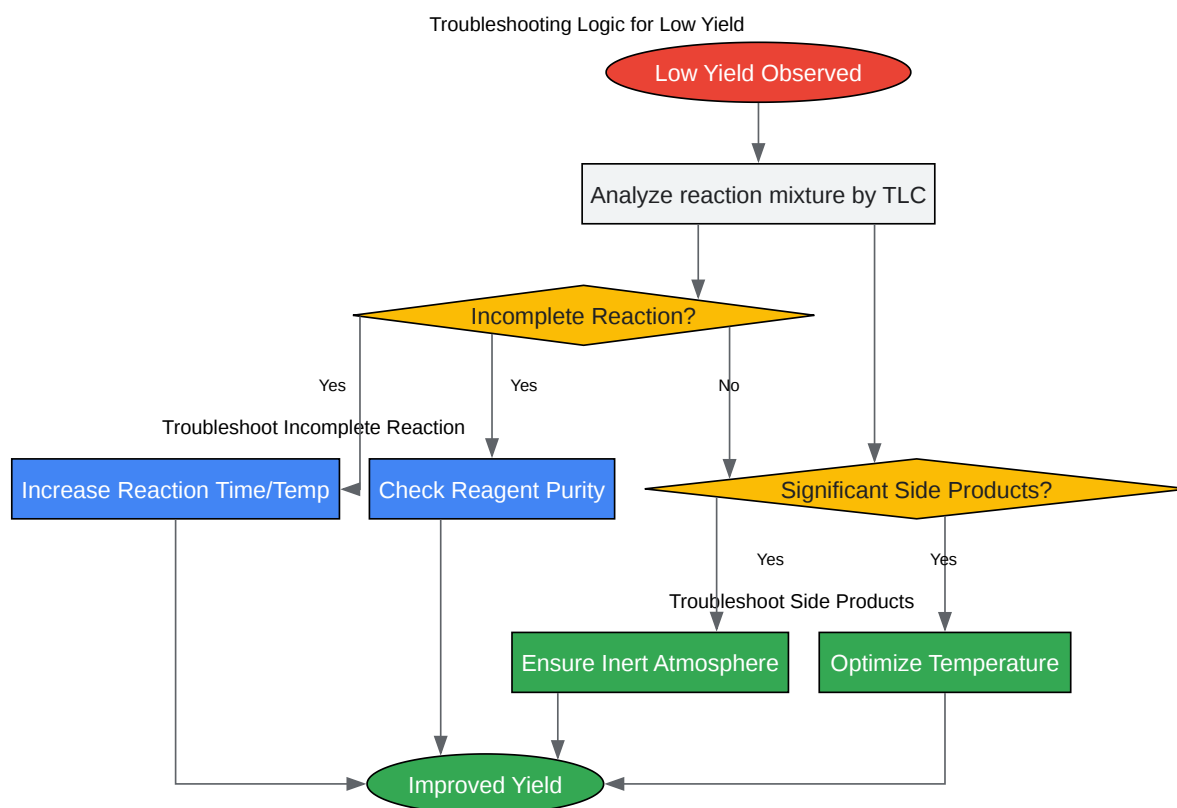 Troubleshooting Logic for Low Yield
Low Yield Observed
Analyze reaction mixture by TLC
Incomplete Reaction?
Yes
Yes
No
Troubleshoot Incomplete Reaction
Increase Reaction Time/Temp
Check Reagent Purity
Significant Side Products?
Yes
Yes
Troubleshoot Side Products
Ensure Inert Atmosphere
Optimize Temperature
Improved Yield